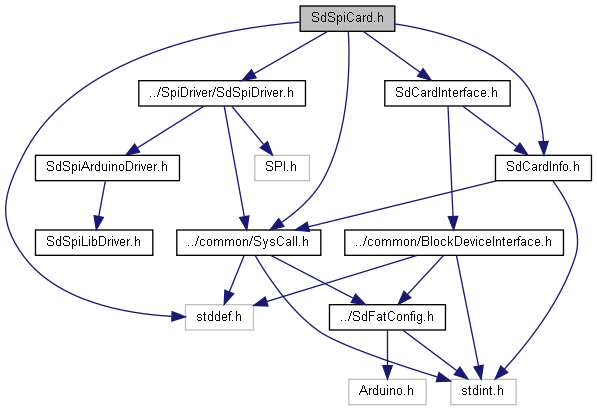 SdSpiCard.h
../SpiDriver/SdSpiDriver.h
SdCardInterface.h
SdSpiArduinoDriver.h
SPI.h
SdCardInfo.h
SdSpiLibDriver.h
../common/SysCall.h
../common/BlockDeviceInterface.h
stddef.h
../SdFatConfig.h
Arduino.h
stdint.h